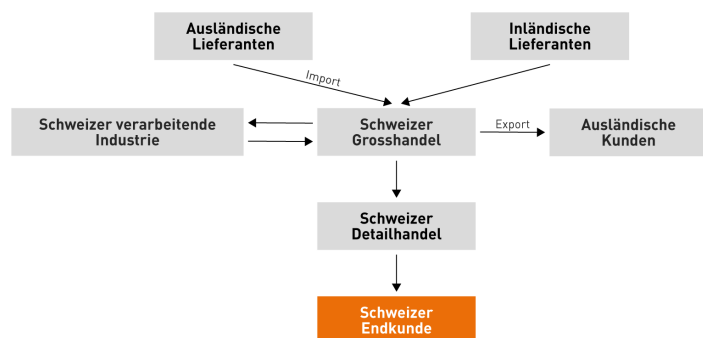 Ausländische
Lieferanten
Inländische
Lieferanten
Import
Schweizer verarbeitende
Industrie
Schweizer
Grosshandel
Export
Ausländische
Kunden
Schweizer
Detailhandel
Schweizer
Endkunde